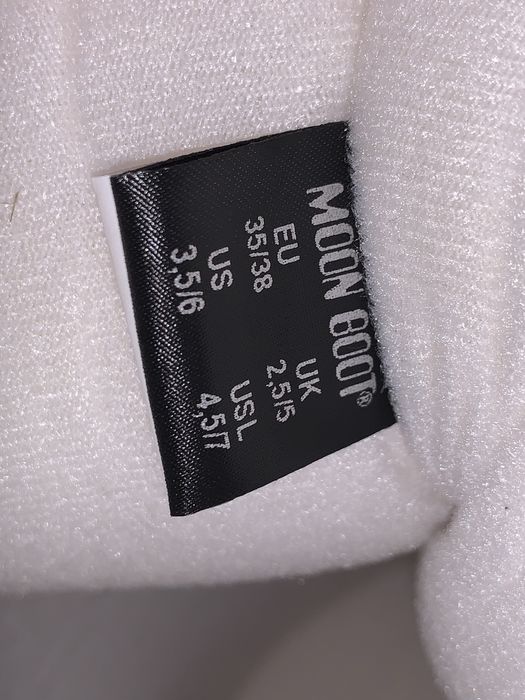 MOON BOOT®
EU UK
35/38 2,5/5
US USL
3,5/6 4,5/7